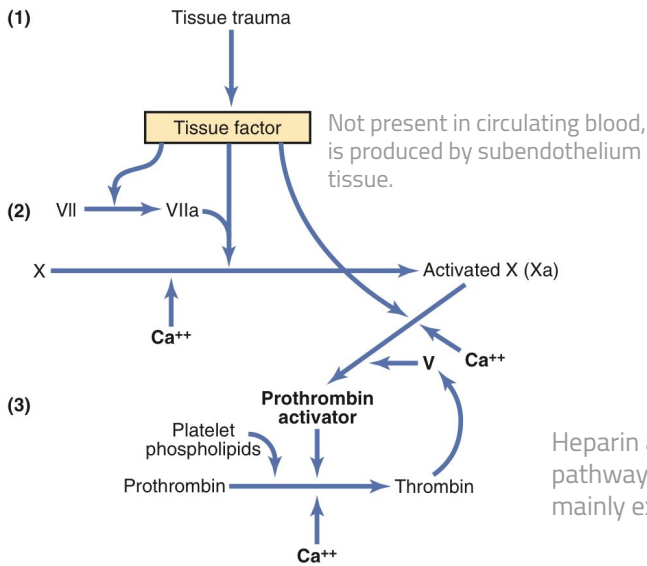 (1)
Tissue trauma
Tissue factor
Not present in circulating blood,
is produced by subendothelium
tissue.
(2)
VII
VIIa
X
Activated X (Xa)
Ca++
V
Ca++
(3)
Prothrombin
activator
Platelet
phospholipids
Prothrombin
Thrombin
Ca++
Heparin
pathway
mainly